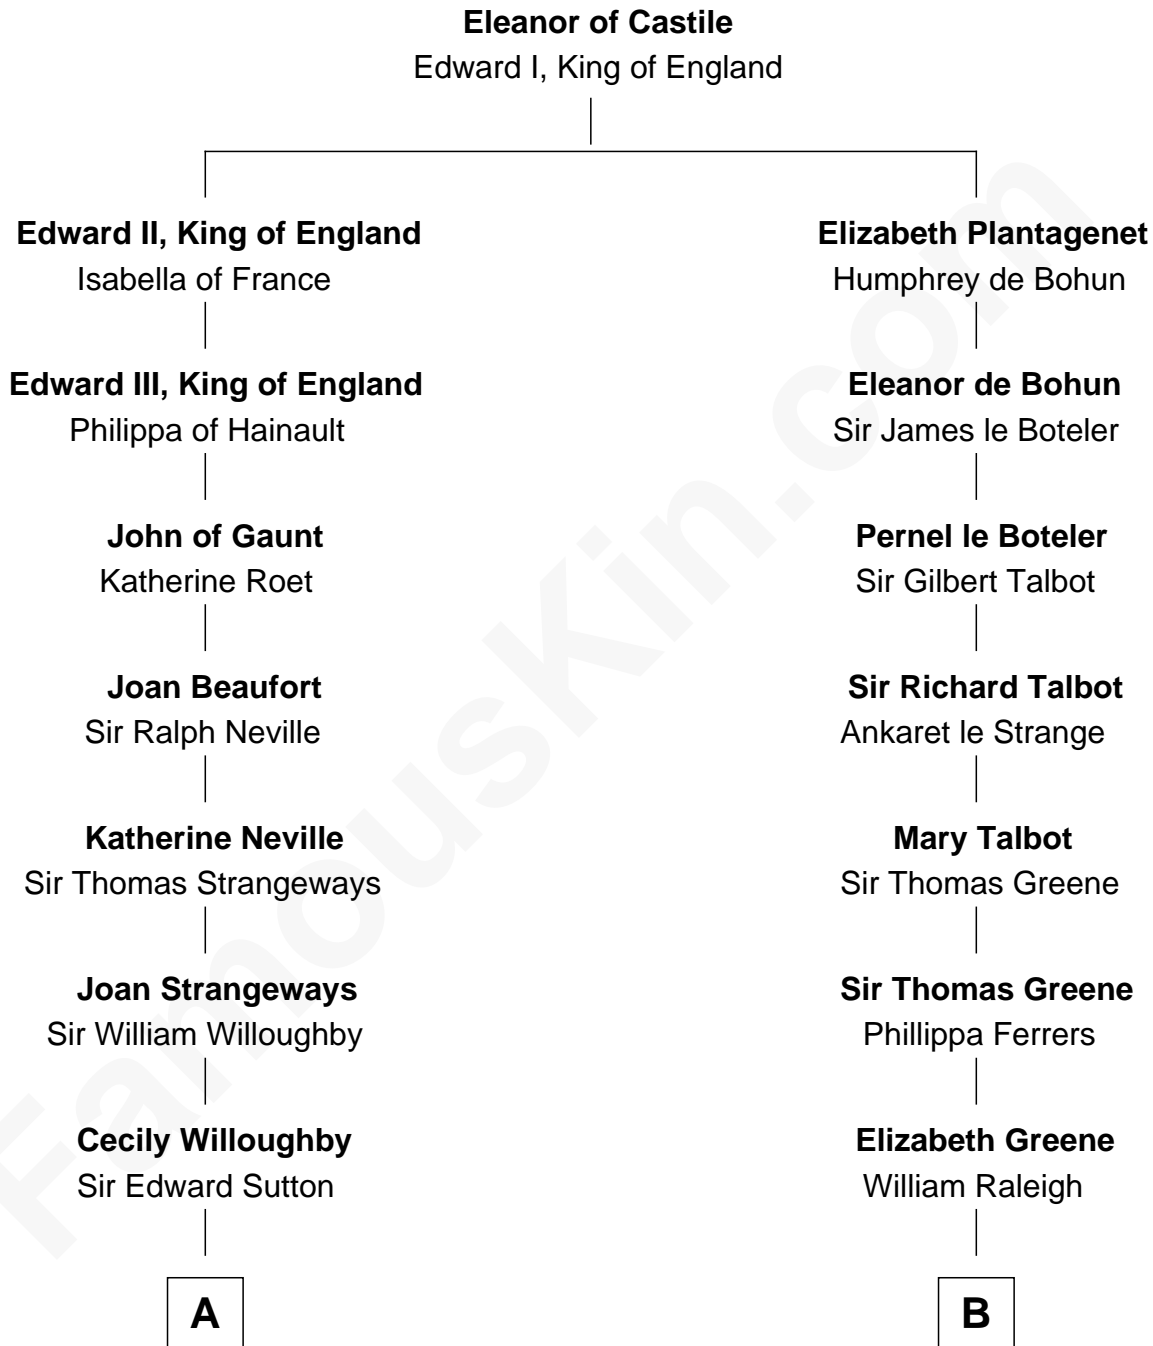 Eleanor of Castile
Edward I, King of England
Edward II, King of England
Isabella of France
Edward III, King of England
Philippa of Hainault
John of Gaunt
Katherine Roet
Joan Beaufort
Sir Ralph Neville
Katherine Neville
Sir Thomas Strangeways
Joan Strangeways
Sir William Willoughby
Cecily Willoughby
Sir Edward Sutton
A
Elizabeth Plantagenet
Humphrey de Bohun
Eleanor de Bohun
Sir James le Boteler
Pernel le Boteler
Sir Gilbert Talbot
Sir Richard Talbot
Ankaret le Strange
Mary Talbot
Sir Thomas Greene
Sir Thomas Greene
Phillippa Ferrers
Elizabeth Greene
William Raleigh
B
FamousKin.com